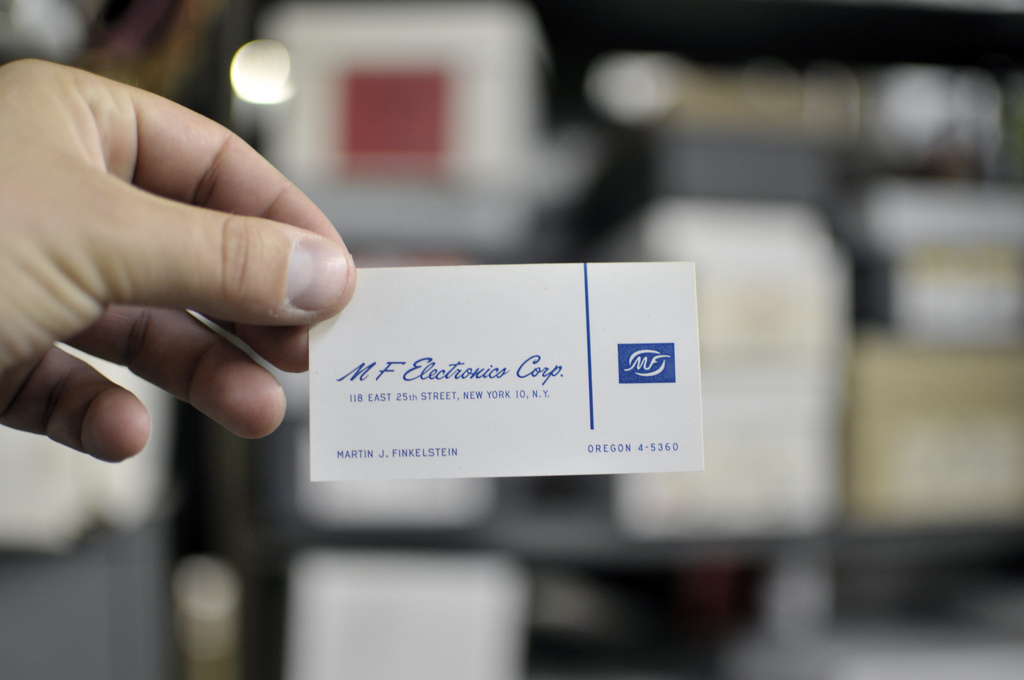 M F Electronics Corp.
118 EAST 25th STREET, NEW YORK 10, N.Y.
MF
MARTIN J. FINKELSTEIN
OREGON 4-5360